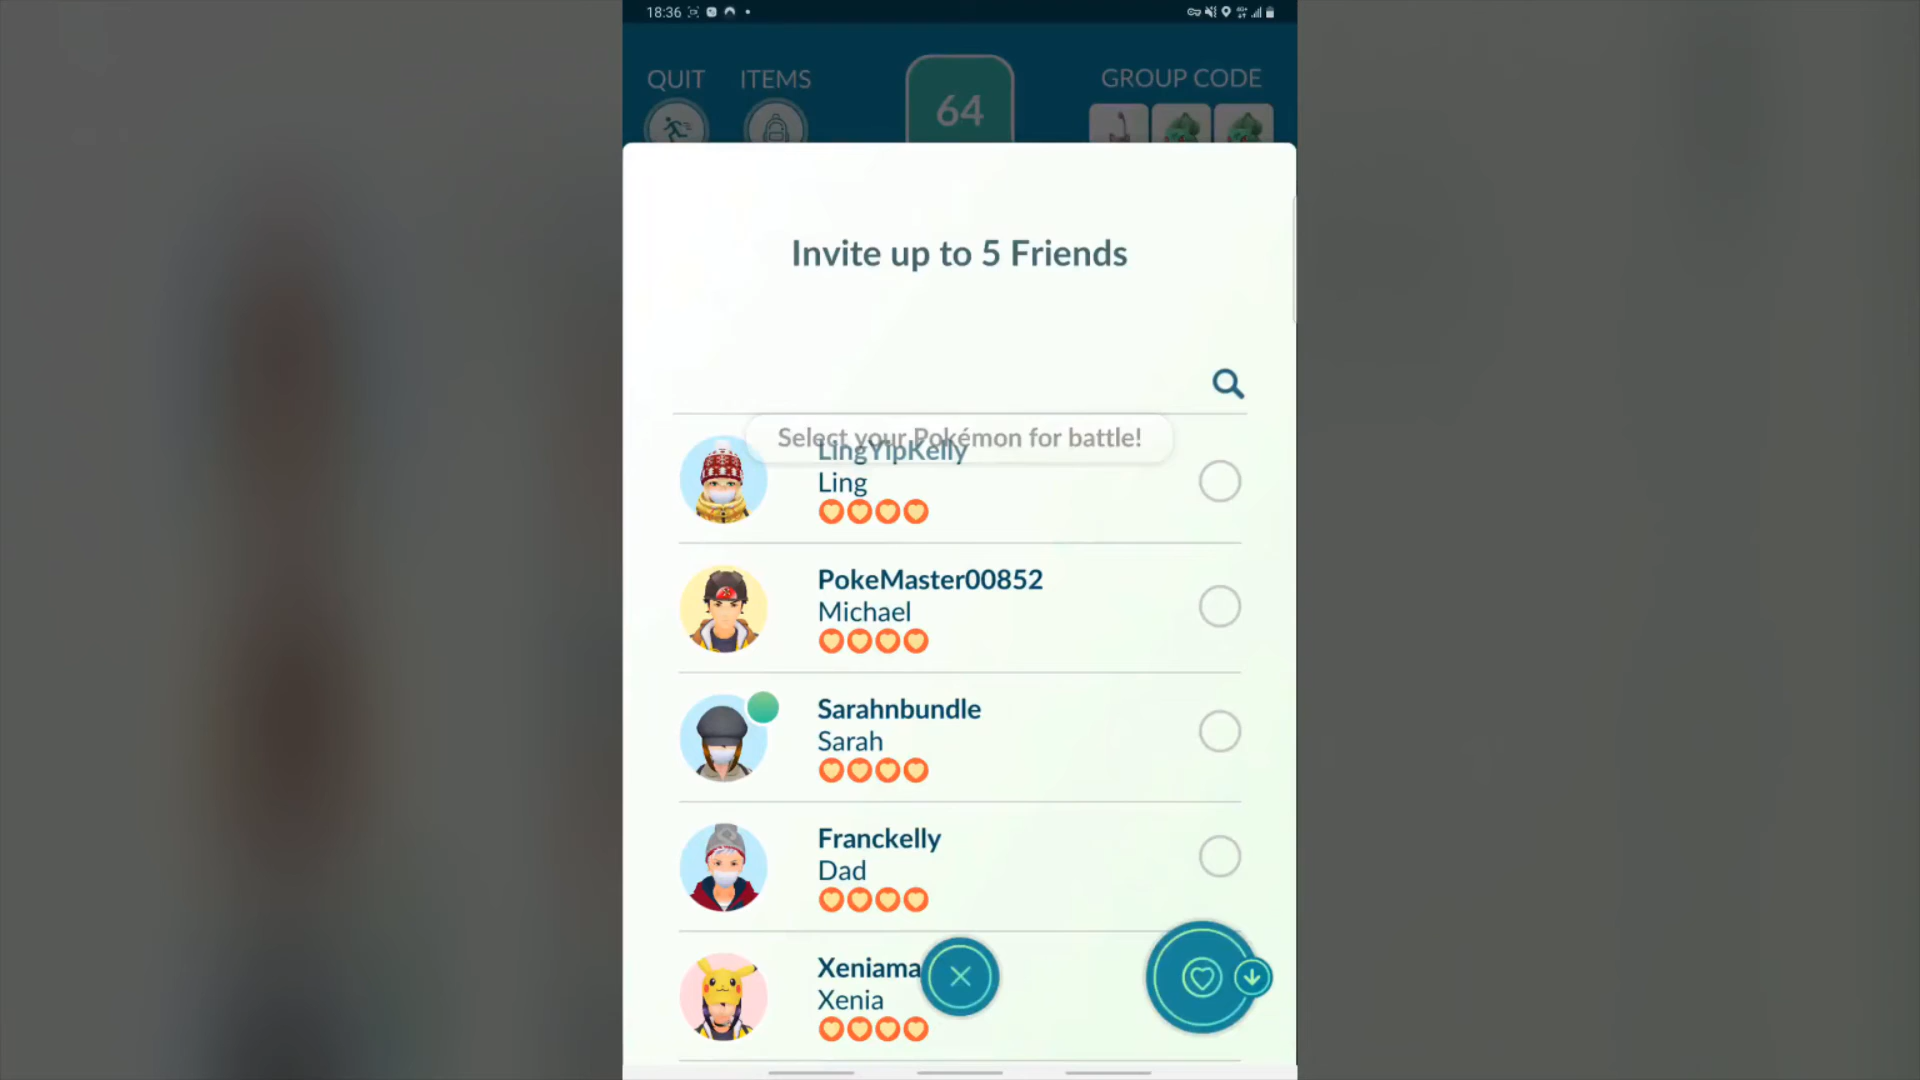 18:36
QUIT ITEMS
64
GROUP CODE
Invite up to 5 Friends
Select your Pokémon for battle!
LingYipKelly
Ling
PokeMaster00852
Michael
Sarahnbundle
Sarah
Franckelly
Dad
Xeniama
Xenia